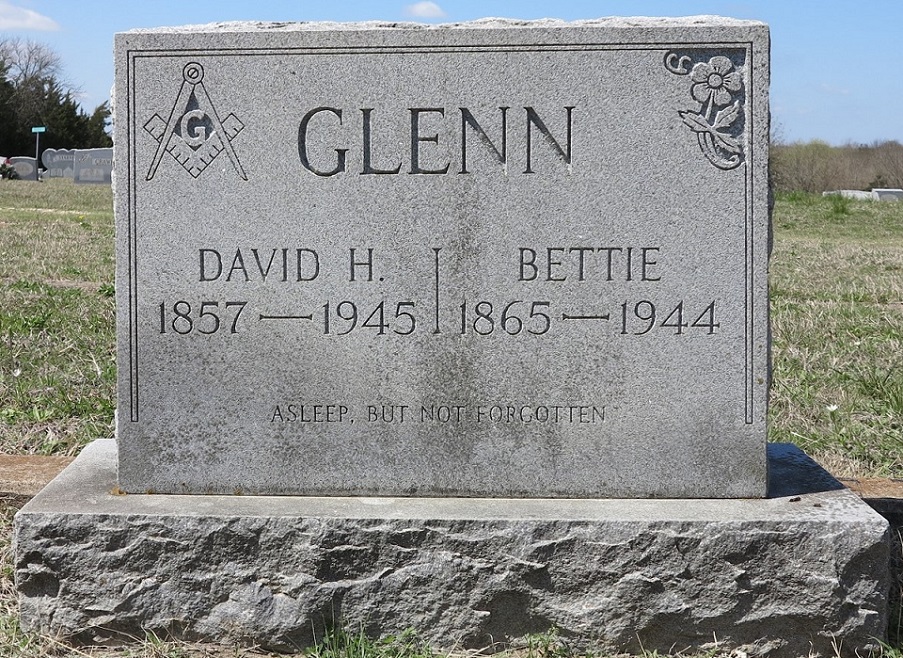 G
GLENN
DAVID H. BETTIE
1857—1945 1865—1944
ASLEEP, BUT NOT FORGOTTEN